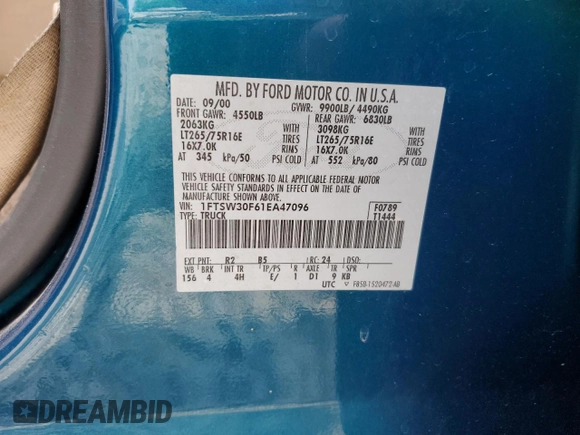 MFD. BY FORD MOTOR CO. IN U.S.A.
DATE: 09/00 GVWR: 9900LB/ 4490KG
FRONT GAWR: 4550LB REAR GAWR: 6830LB
2063KG 3098KG
LT265/75R16E TIRES LT265/75R16E TIRES
16X7.0K RIMS 16X7.0K RIMS
AT 345 kPa/50 PSI COLD AT 552 kPa/80 PSI COLD
THIS VEHICLE CONFORMS TO ALL APPLICABLE FEDERAL MOTOR
VEHICLE SAFETY STANDARDS IN EFFECT ON THE DATE OF
MANUFACTURE SHOWN ABOVE.
VIN: 1FTSW30F61EA47096 F0789
TYPE: TRUCK T1444
EXT PNT: R2 B5 RC: 24 DSO:
WB BRK INT TR TP/PS R AXLE TR SPR
156 4 4H E/ 1 D1 9 KB
UTC ▽ F85B-1520472-AB
DREAMBID